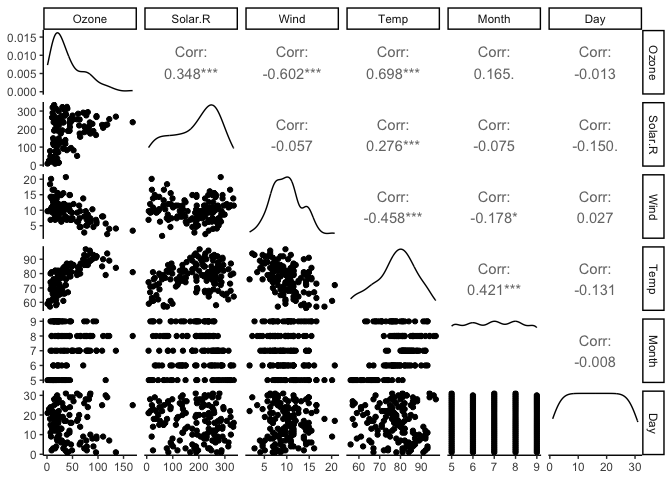 Ozone Solar.R Wind Temp Month Day
0.015
0.010
0.005
0.000
Corr:
0.348***
Corr:
-0.602***
Corr:
0.698***
Corr:
0.165.
Corr:
-0.013
Ozone
300
200
100
0
Corr:
-0.057
Corr:
0.276***
Corr:
-0.075
Corr:
-0.150.
Solar.R
20
15
10
5
Corr:
-0.458***
Corr:
-0.178*
Corr:
0.027
Wind
90
80
70
60
Corr:
0.421***
Corr:
-0.131
Temp
9
8
7
6
5
Corr:
-0.008
Month
30
20
10
0
Day
0 50 100 150 0 100 200 300 5 10 15 20 60 70 80 90 5 6 7 8 9 0 10 20 30